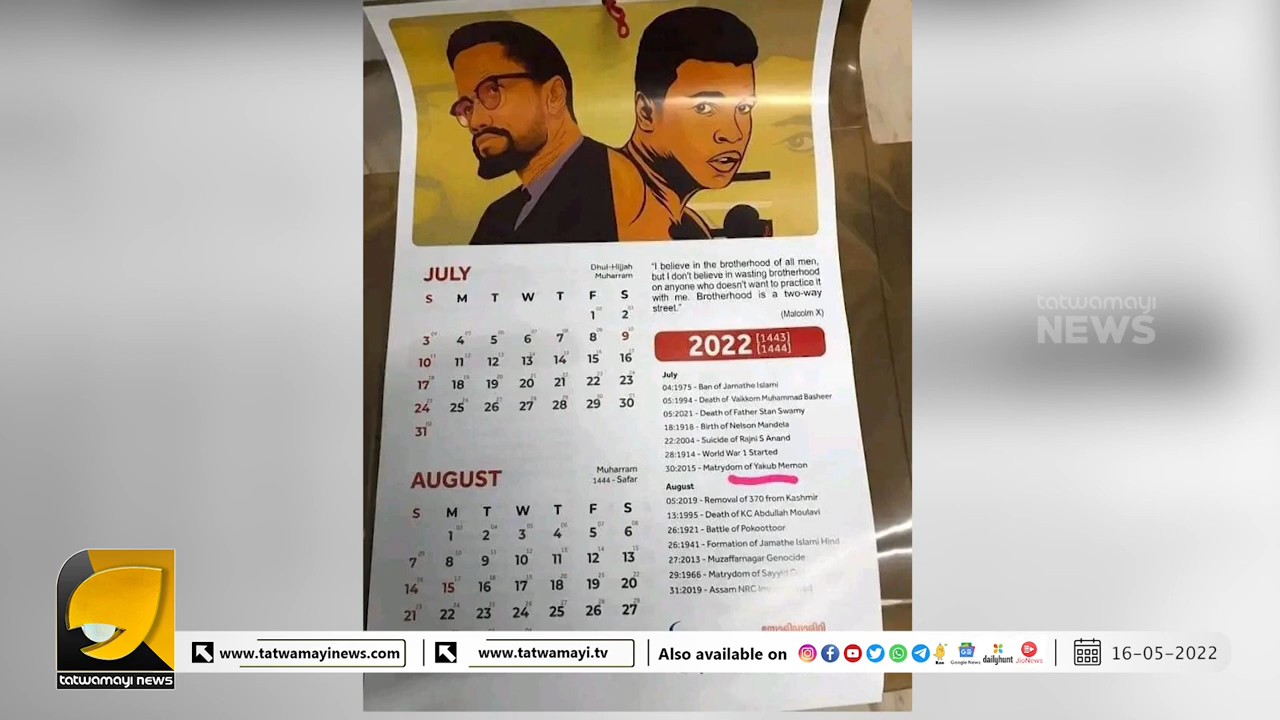 JULY
Dhul-Hijjah
Muharram
S M T W T F S
1 2
3 4 5 6 7 8 9
10 11 12 13 14 15 16
17 18 19 20 21 22 23
24 25 26 27 28 29 30
31
"I believe in the brotherhood of all men,
but I don't believe in wasting brotherhood
on anyone who doesn't want to practice it
with me. Brotherhood is a two-way
street."
(Malcolm X)
2022 [1443]
[1444]
July
04:1975 - Ban of Jamathe Islami
05:1994 - Death of Vaikkom Muhammad Basheer
05:2021 - Death of Father Stan Swamy
18:1918 - Birth of Nelson Mandela
22:2004 - Suicide of Rajni S Anand
28:1914 - World War 1 Started
30:2015 - Matrydom of Yakub Memon
August
05:2019 - Removal of 370 from Kashmir
13:1995 - Death of KC Abdullah Moulavi
26:1921 - Battle of Pokoottoor
26:1941 - Formation of Jamathe Islami Hind
27:2013 - Muzaffarnagar Genocide
29:1966 - Matrydom of Sayyid
31:2019 - Assam NRC
AUGUST
Muharram
1444 - Safar
S M T W T F S
1 2 3 4 5 6
7 8 9 10 11 12 13
14 15 16 17 18 19 20
21 22 23 24 25 26 27
tatwamayi
NEWS
tatwamayi news
www.tatwamayinews.com
www.tatwamayi.tv
Also available on
Koo
Google News
dailyhunt
JioNews
16-05-2022